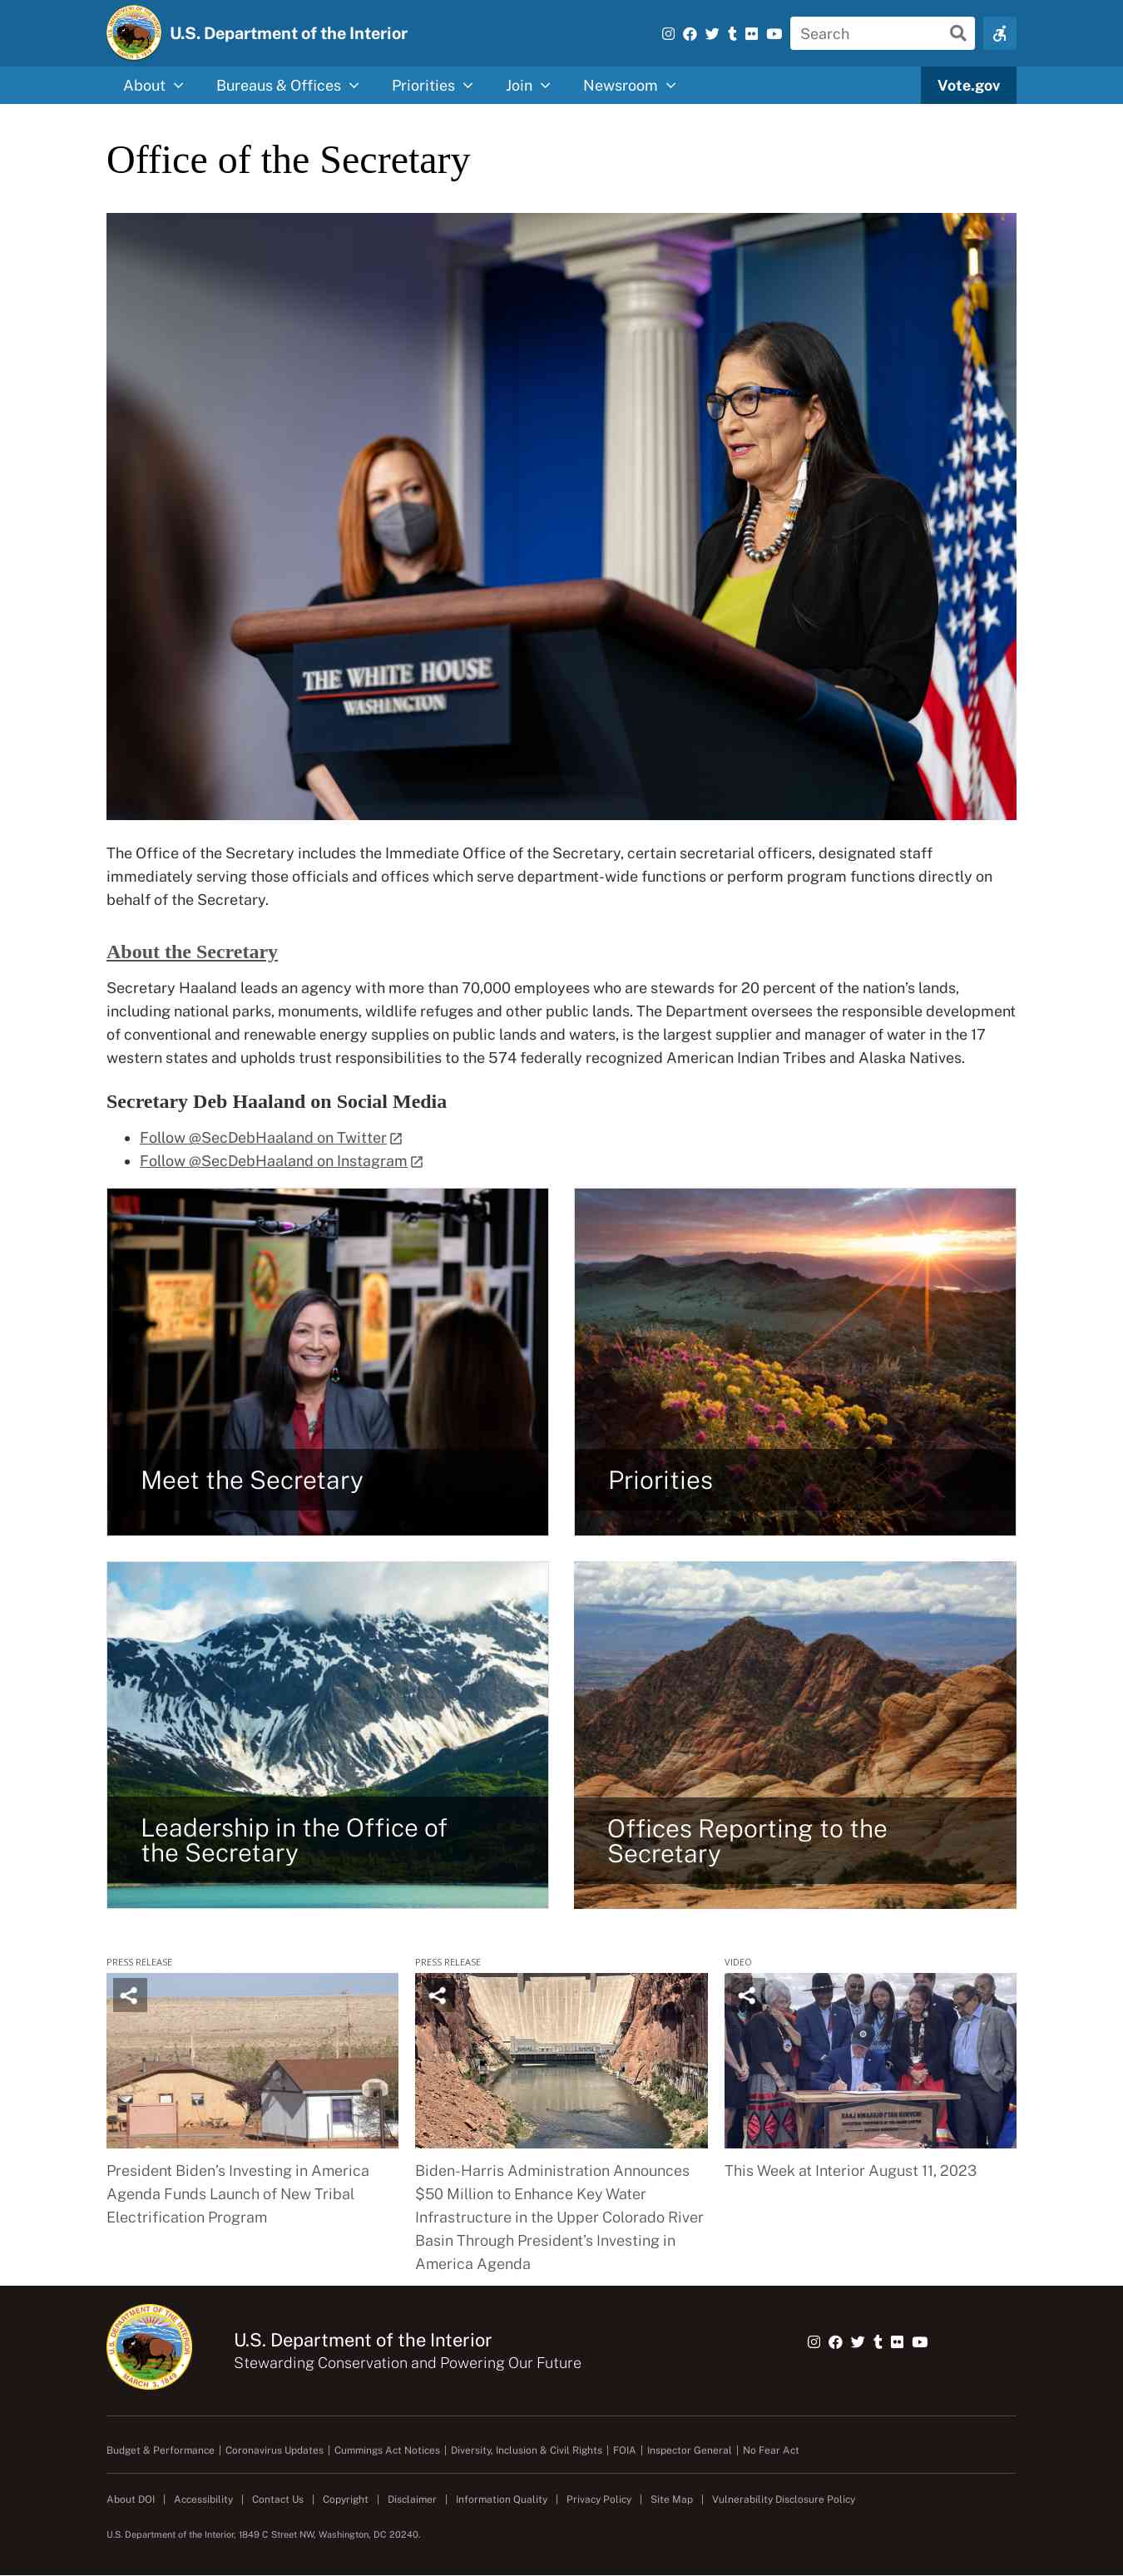 U.S. Department of the Interior
Search
About
Bureaus & Offices
Priorities
Join
Newsroom
Vote.gov
Office of the Secretary
THE WHITE HOUSE
WASHINGTON
The Office of the Secretary includes the Immediate Office of the Secretary, certain secretarial officers, designated staff
immediately serving those officials and offices which serve department-wide functions or perform program functions directly on
behalf of the Secretary.
About the Secretary
Secretary Haaland leads an agency with more than 70,000 employees who are stewards for 20 percent of the nation’s lands,
including national parks, monuments, wildlife refuges and other public lands. The Department oversees the responsible development
of conventional and renewable energy supplies on public lands and waters, is the largest supplier and manager of water in the 17
western states and upholds trust responsibilities to the 574 federally recognized American Indian Tribes and Alaska Natives.
Secretary Deb Haaland on Social Media
Follow @SecDebHaaland on Twitter
Follow @SecDebHaaland on Instagram
Meet the Secretary
Priorities
Leadership in the Office of
the Secretary
Offices Reporting to the
Secretary
PRESS RELEASE
PRESS RELEASE
VIDEO
President Biden’s Investing in America
Agenda Funds Launch of New Tribal
Electrification Program
Biden-Harris Administration Announces
$50 Million to Enhance Key Water
Infrastructure in the Upper Colorado River
Basin Through President’s Investing in
America Agenda
This Week at Interior August 11, 2023
U.S. DEPARTMENT OF THE INTERIOR
MARCH 3, 1849
U.S. Department of the Interior
Stewarding Conservation and Powering Our Future
Budget & Performance | Coronavirus Updates | Cummings Act Notices | Diversity, Inclusion & Civil Rights | FOIA | Inspector General | No Fear Act
About DOI | Accessibility | Contact Us | Copyright | Disclaimer | Information Quality | Privacy Policy | Site Map | Vulnerability Disclosure Policy
U.S. Department of the Interior, 1849 C Street NW, Washington, DC 20240.